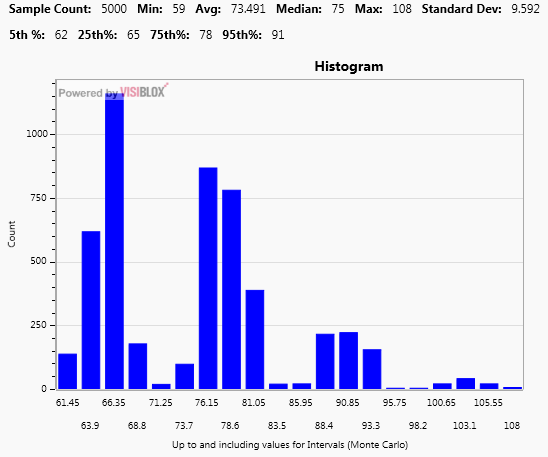 Sample Count: 5000 Min: 59 Avg: 73.491 Median: 75 Max: 108 Standard Dev: 9.592
5th %: 62 25th%: 65 75th%: 78 95th%: 91
Histogram
Powered by VISIBLOX
1000
750
500
250
0
Count
61.45 66.35 71.25 76.15 81.05 85.95 90.85 95.75 100.65 105.55
63.9 68.8 73.7 78.6 83.5 88.4 93.3 98.2 103.1 108
Up to and including values for Intervals (Monte Carlo)